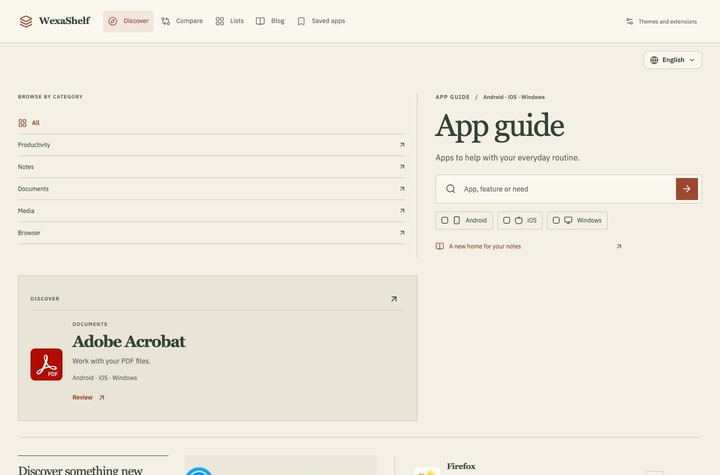 WexaShelf
Discover
Compare
Lists
Blog
Saved apps
Themes and extensions
English
BROWSE BY CATEGORY
All
Productivity
Notes
Documents
Media
Browser
APP GUIDE / Android · iOS · Windows
App guide
Apps to help with your everyday routine.
App, feature or need
Android
iOS
Windows
A new home for your notes
DISCOVER
DOCUMENTS
Adobe Acrobat
Work with your PDF files.
Android · iOS · Windows
Review
PDF
Discover something new
Firefox